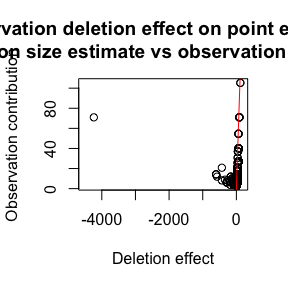 vation deletion effect on point e
on size estimate vs observation
Observation contribution
80
40
0
-4000
-2000
0
Deletion effect